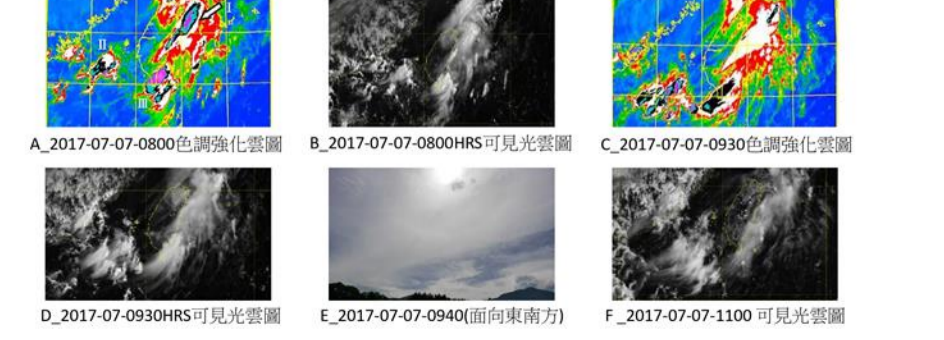 I
II
III
A_2017-07-07-0800色調強化雲圖
B_2017-07-07-0800HRS可見光雲圖
C_2017-07-07-0930色調強化雲圖
D_2017-07-0930HRS可見光雲圖
E_2017-07-07-0940(面向東南方)
F _2017-07-07-1100 可見光雲圖